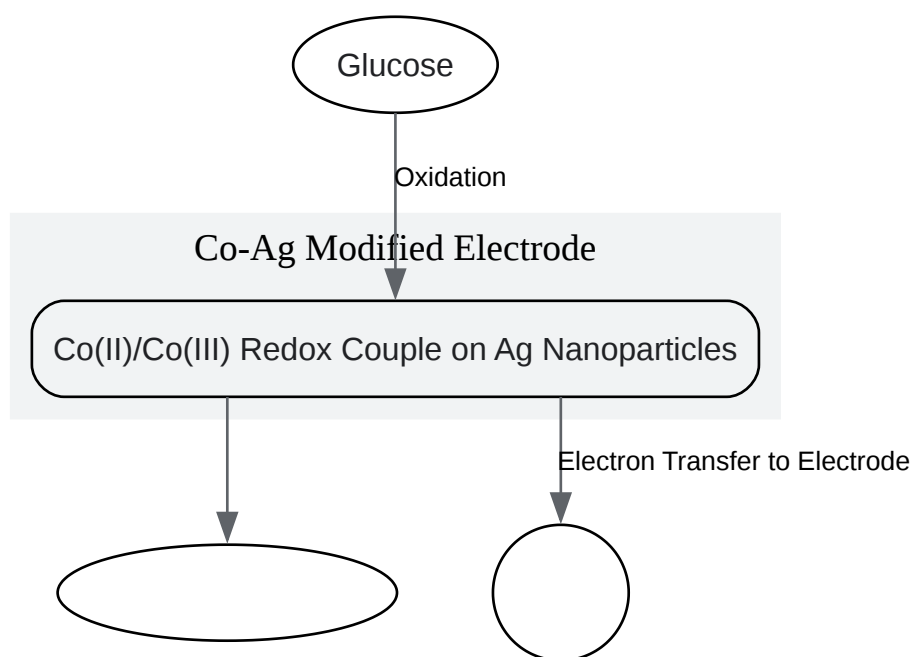 Glucose
Oxidation
Co-Ag Modified Electrode
Co(II)/Co(III) Redox Couple on Ag Nanoparticles
Electron Transfer to Electrode